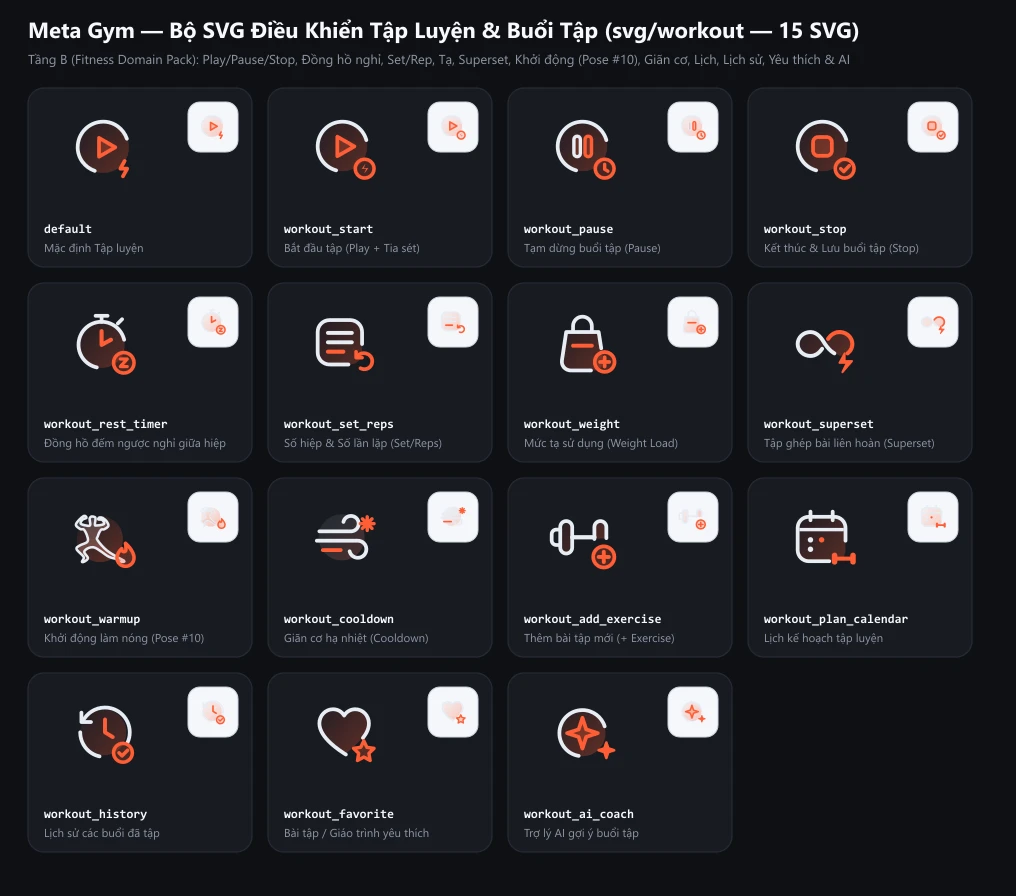 Meta Gym — Bộ SVG Điều Khiển Tập Luyện & Buổi Tập (svg/workout — 15 SVG)
Tầng B (Fitness Domain Pack): Play/Pause/Stop, Đồng hồ nghỉ, Set/Rep, Tạ, Superset, Khởi động (Pose #10), Giãn cơ, Lịch, Lịch sử, Yêu thích & AI
default
Mặc định Tập luyện
workout_start
Bắt đầu tập (Play + Tia sét)
workout_pause
Tạm dừng buổi tập (Pause)
workout_stop
Kết thúc & Lưu buổi tập (Stop)
workout_rest_timer
Đồng hồ đếm ngược nghỉ giữa hiệp
workout_set_reps
Số hiệp & Số lần lặp (Set/Reps)
workout_weight
Mức tạ sử dụng (Weight Load)
workout_superset
Tập ghép bài liên hoàn (Superset)
workout_warmup
Khởi động làm nóng (Pose #10)
workout_cooldown
Giãn cơ hạ nhiệt (Cooldown)
workout_add_exercise
Thêm bài tập mới (+ Exercise)
workout_plan_calendar
Lịch kế hoạch tập luyện
workout_history
Lịch sử các buổi đã tập
workout_favorite
Bài tập / Giáo trình yêu thích
workout_ai_coach
Trợ lý AI gợi ý buổi tập